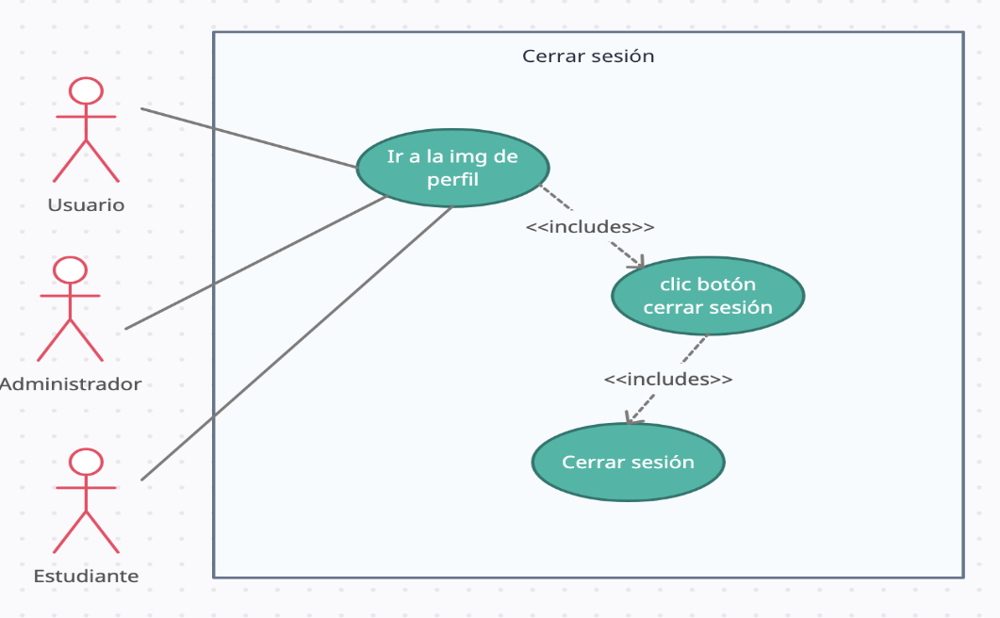 Cerrar sesión
Usuario
Ir a la img de
perfil
<<includes>>
Administrador
clic botón
cerrar sesión
<<includes>>
Estudiante
Cerrar sesión